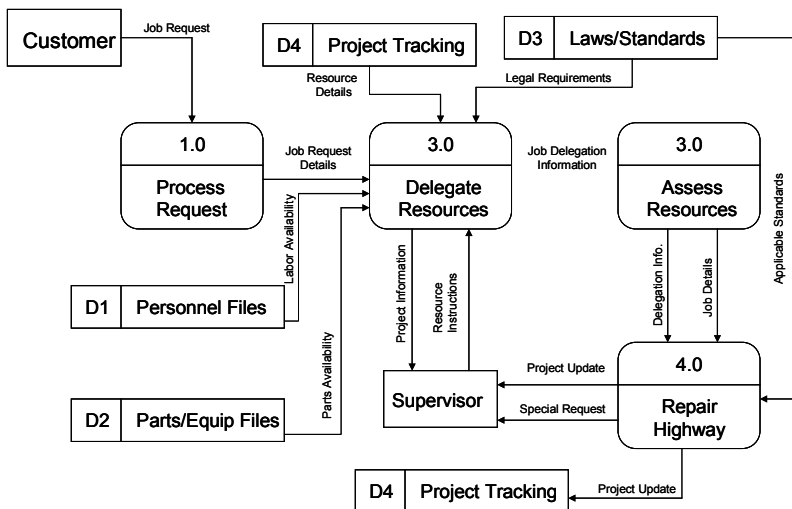 Customer
Job Request
D4
Project Tracking
D3
Laws/Standards
Resource
Details
Legal Requirements
1.0
Process
Request
Job Request
Details
3.0
Delegate
Resources
Job Delegation
Information
3.0
Assess
Resources
Labor Availability
Applicable Standards
D1
Personnel Files
Project Information
Resource
Instructions
Delegation Info.
Job Details
Parts Availability
D2
Parts/Equip Files
Supervisor
Project Update
Special Request
4.0
Repair
Highway
D4
Project Tracking
Project Update